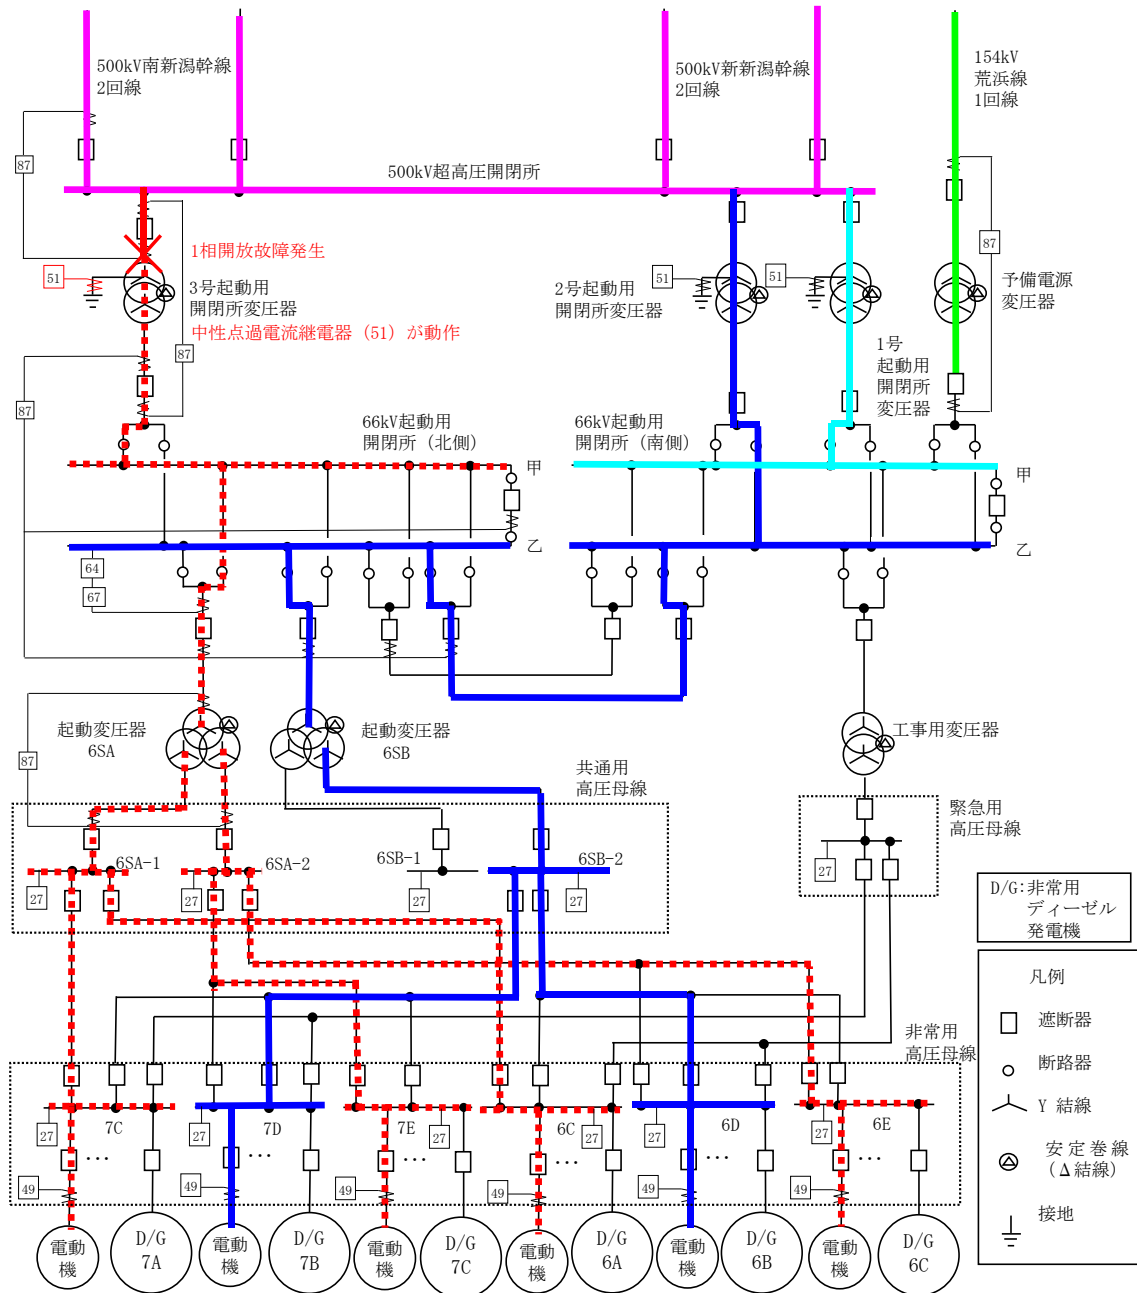 500kV南新潟幹線
2回線
500kV新新潟幹線
2回線
154kV
荒浜線
1回線
87
500kV超高圧開閉所
87
1相開放故障発生
51
3号起動用
開閉所変圧器
中性点過電流継電器（51）が動作
87
2号起動用
開閉所変圧器
51
51
予備電源
変圧器
1号
起動用
開閉所
変圧器
87
66kV起動用
開閉所（北側）
66kV起動用
開閉所（南側）
甲
甲
乙
乙
64
67
起動変圧器
6SA
起動変圧器
6SB
工事用変圧器
87
共通用
高圧母線
緊急用
高圧母線
6SA-1
6SA-2
6SB-1
6SB-2
27
27
27
27
27
D/G:非常用
ディーゼル
発電機
凡例
遮断器
断路器
Y 結線
安定巻線
(Δ結線)
接地
非常用
高圧母線
7C
7D
7E
6C
6D
6E
27
27
27
27
27
27
…
…
…
…
…
…
49
49
49
49
49
49
電動
機
D/G
7A
電動
機
D/G
7B
電動
機
D/G
7C
電動
機
D/G
6A
電動
機
D/G
6B
電動
機
D/G
6C